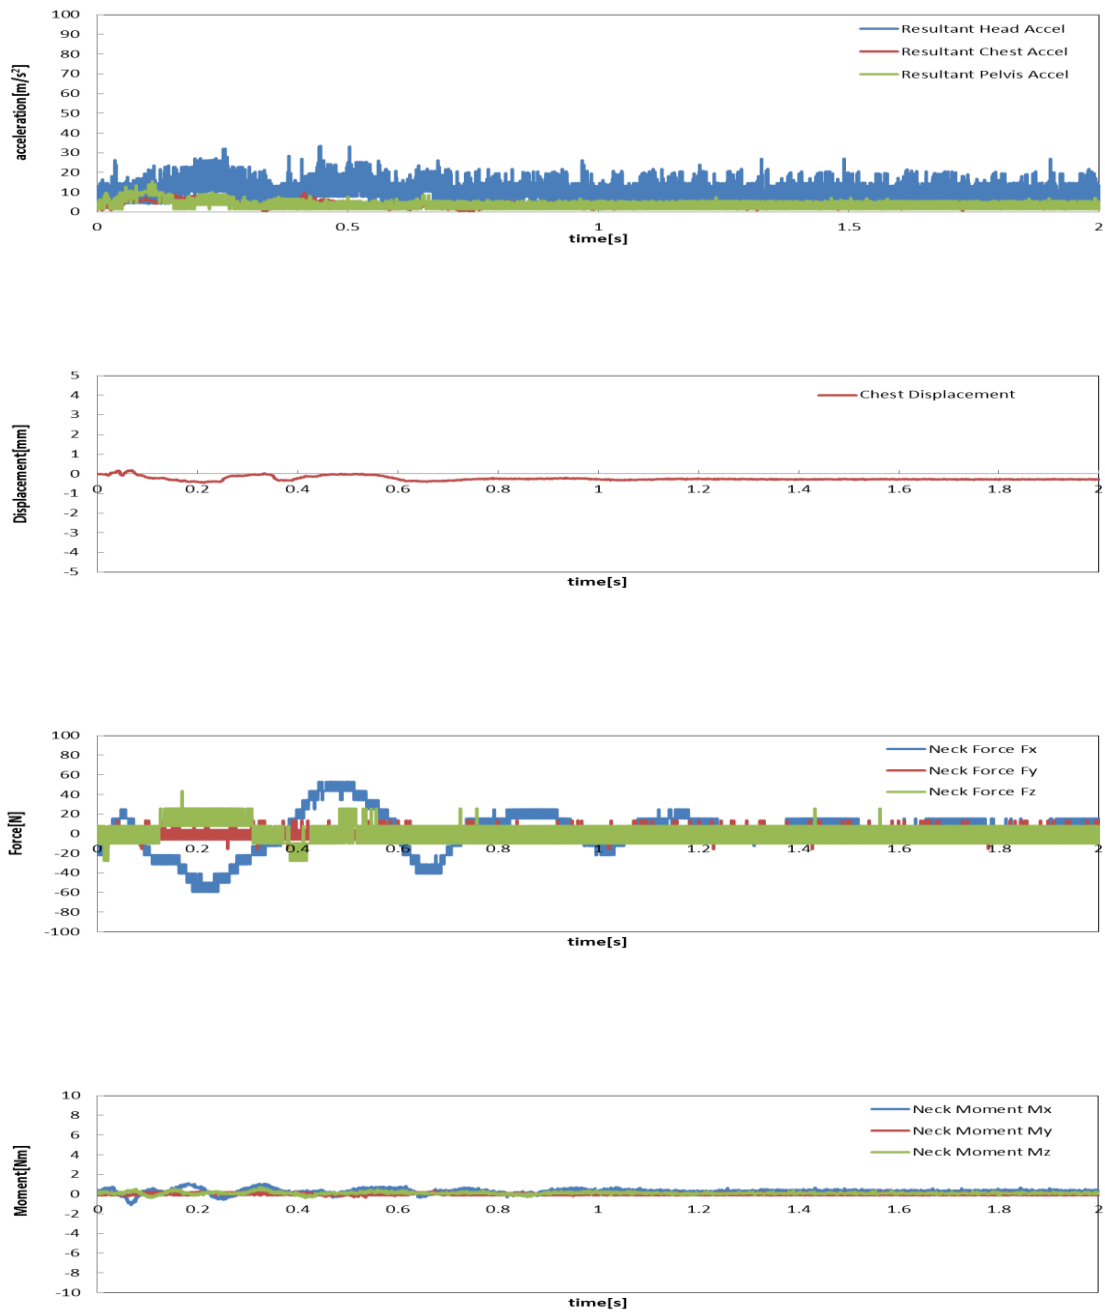 100
90
80
70
60
50
40
30
20
10
0
acceleration[m/s²]
Resultant Head Accel
Resultant Chest Accel
Resultant Pelvis Accel
0 0.5 1 1.5 2
time[s]
5
4
3
2
1
0
-1
-2
-3
-4
-5
Displacement[mm]
Chest Displacement
0 0.2 0.4 0.6 0.8 1 1.2 1.4 1.6 1.8 2
time[s]
100
80
60
40
20
0
-20
-40
-60
-80
-100
Force[N]
Neck Force Fx
Neck Force Fy
Neck Force Fz
0 0.2 0.4 0.6 0.8 1 1.2 1.4 1.6 1.8 2
time[s]
10
8
6
4
2
0
-2
-4
-6
-8
-10
Moment[Nm]
Neck Moment Mx
Neck Moment My
Neck Moment Mz
0 0.2 0.4 0.6 0.8 1 1.2 1.4 1.6 1.8 2
time[s]